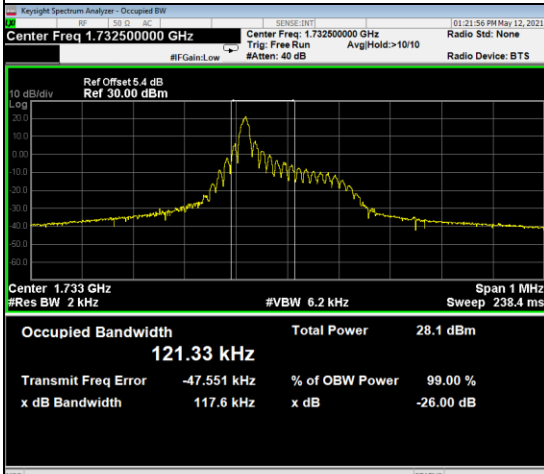 Keysight Spectrum Analyzer - Occupied BW
RF 50 Ω AC SENSE:INT 01:21:56 PM May 12, 2021
Center Freq 1.732500000 GHz Center Freq: 1.732500000 GHz Radio Std: None
Trig: Free Run Avg|Hold:>10/10
#IFGain:Low #Atten: 40 dB Radio Device: BTS
Ref Offset 5.4 dB
10 dB/div Ref 30.00 dBm
Log
20.0
10.0
0.00
-10.0
-20.0
-30.0
-40.0
-50.0
-60.0
Center 1.733 GHz Span 1 MHz
#Res BW 2 kHz #VBW 6.2 kHz Sweep 238.4 ms
Occupied Bandwidth Total Power 28.1 dBm
121.33 kHz
Transmit Freq Error -47.551 kHz % of OBW Power 99.00 %
x dB Bandwidth 117.6 kHz x dB -26.00 dB